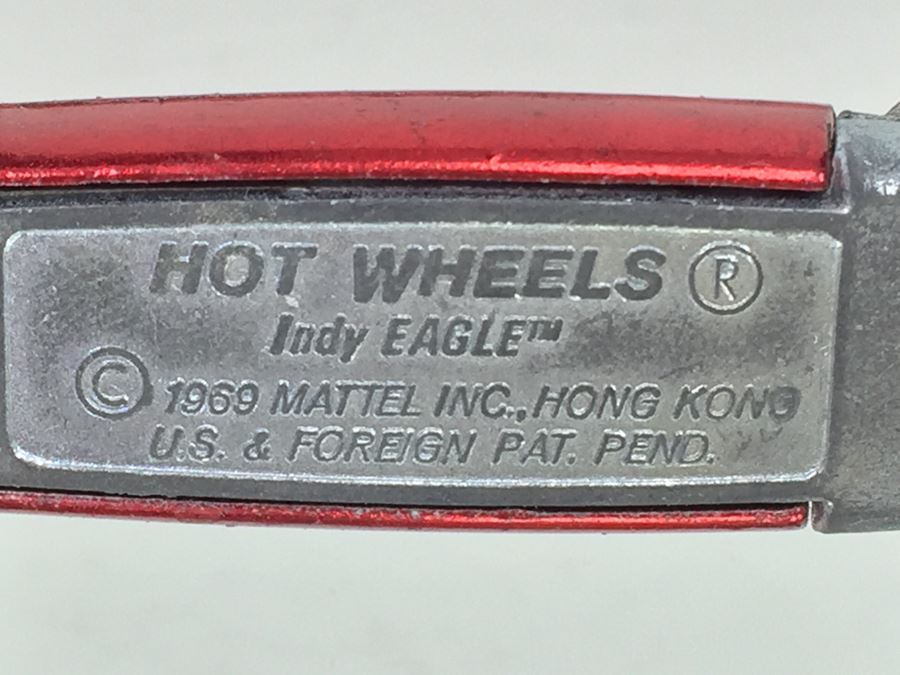 HOT WHEELS ®
Indy EAGLE™
© 1969 MATTEL INC., HONG KONG
U.S. & FOREIGN PAT. PEND.